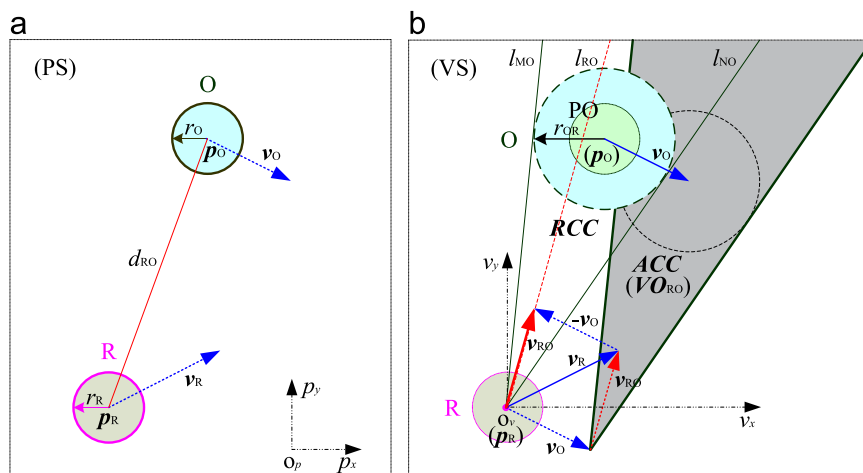 a
(PS)
O
rO
pO
vO
dRO
R
vR
rR
pR
py
op
px
b
(VS)
lMO
lRO
lNO
PO
O
rOR
(pO)
vO
RCC
ACC
(VORO)
vy
-vO
vRO
vR
vRO
R
ov
(pR)
vO
vx